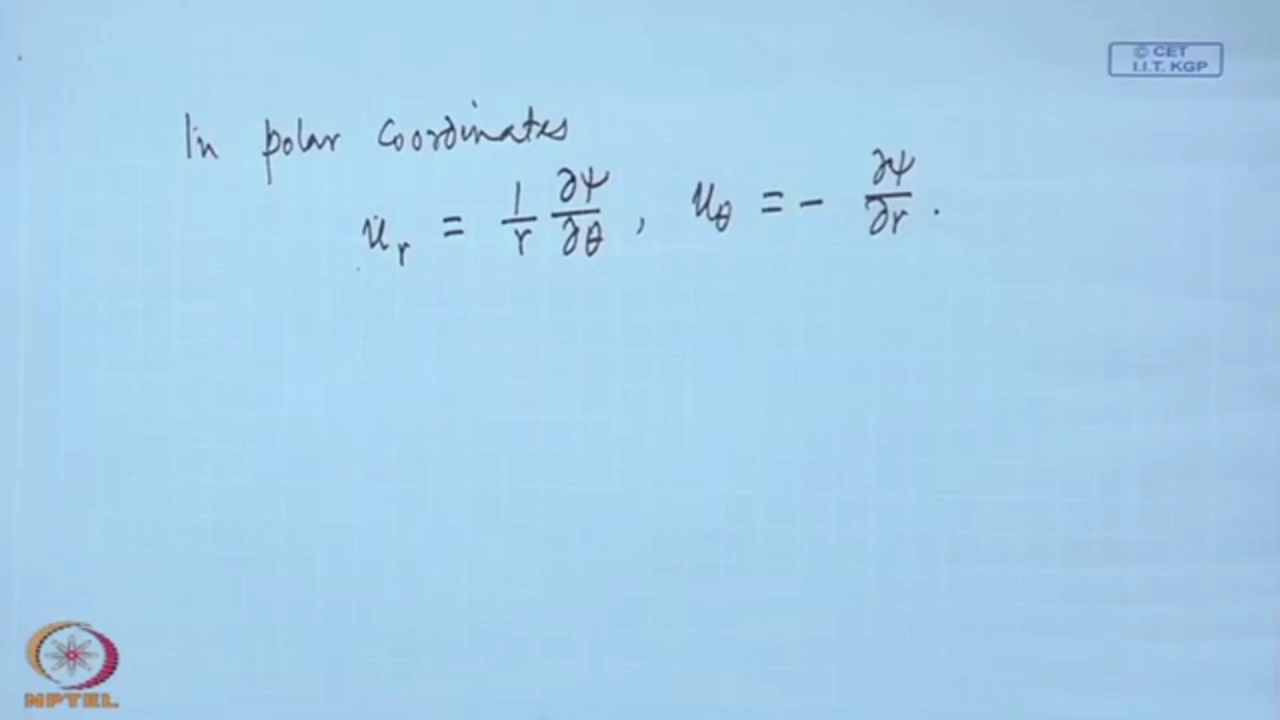 © CET
I.I.T. KGP
In polar coordinates
u_r = 1/r ∂ψ/∂θ , u_θ = - ∂ψ/∂r .
NPTEL